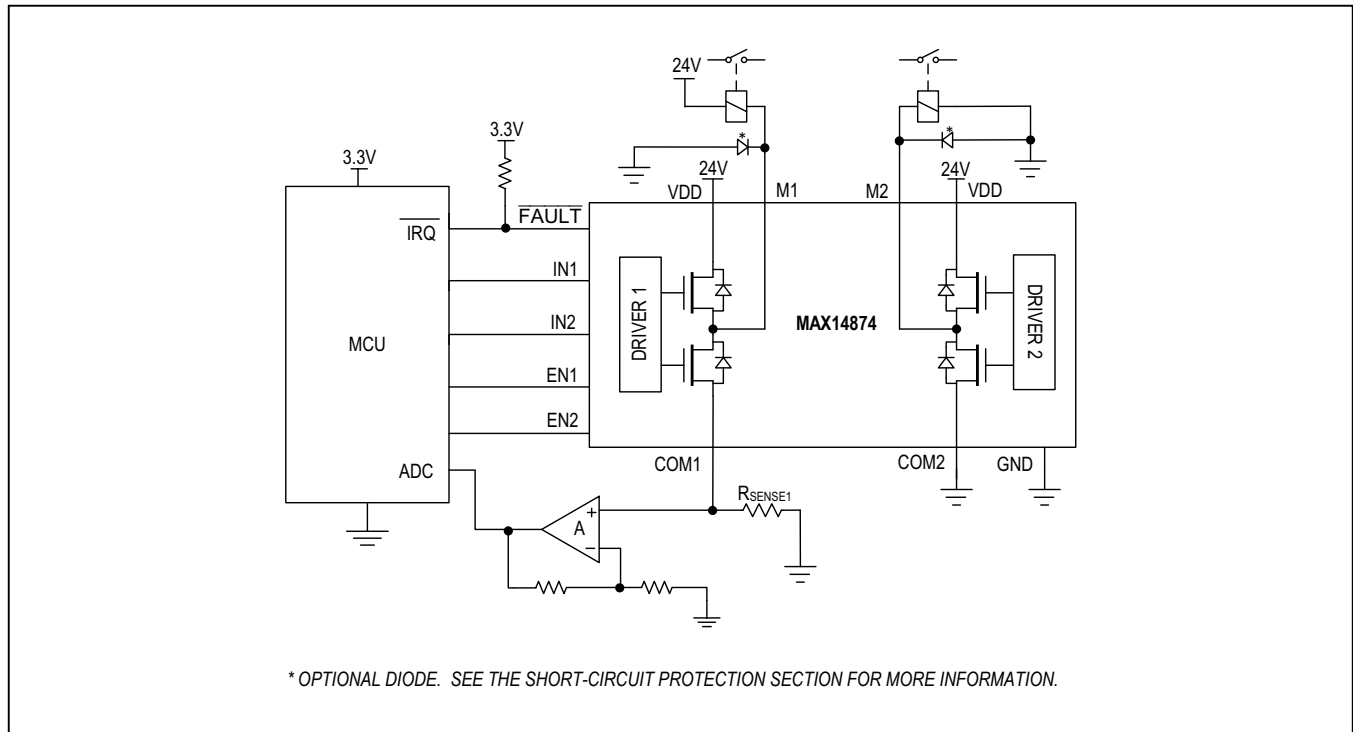 24V
3.3V
3.3V
24V
24V
VDD
M1
M2
VDD
FAULT
IRQ
IN1
IN2
MCU
EN1
EN2
ADC
DRIVER 1
MAX14874
DRIVER 2
COM1
COM2
GND
RSENSE1
+
A
−
* 
*
* OPTIONAL DIODE. SEE THE SHORT-CIRCUIT PROTECTION SECTION FOR MORE INFORMATION.